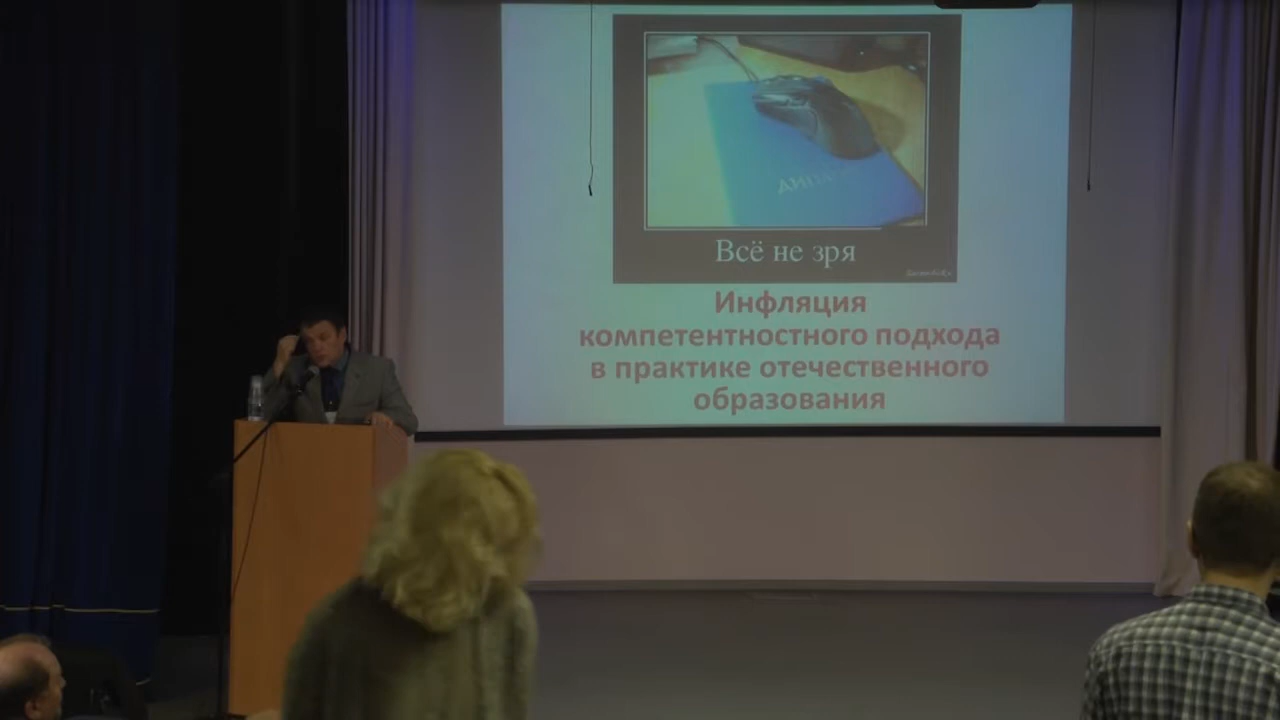 Всё не зря
Инфляция
компетентностного подхода
в практике отечественного
образования